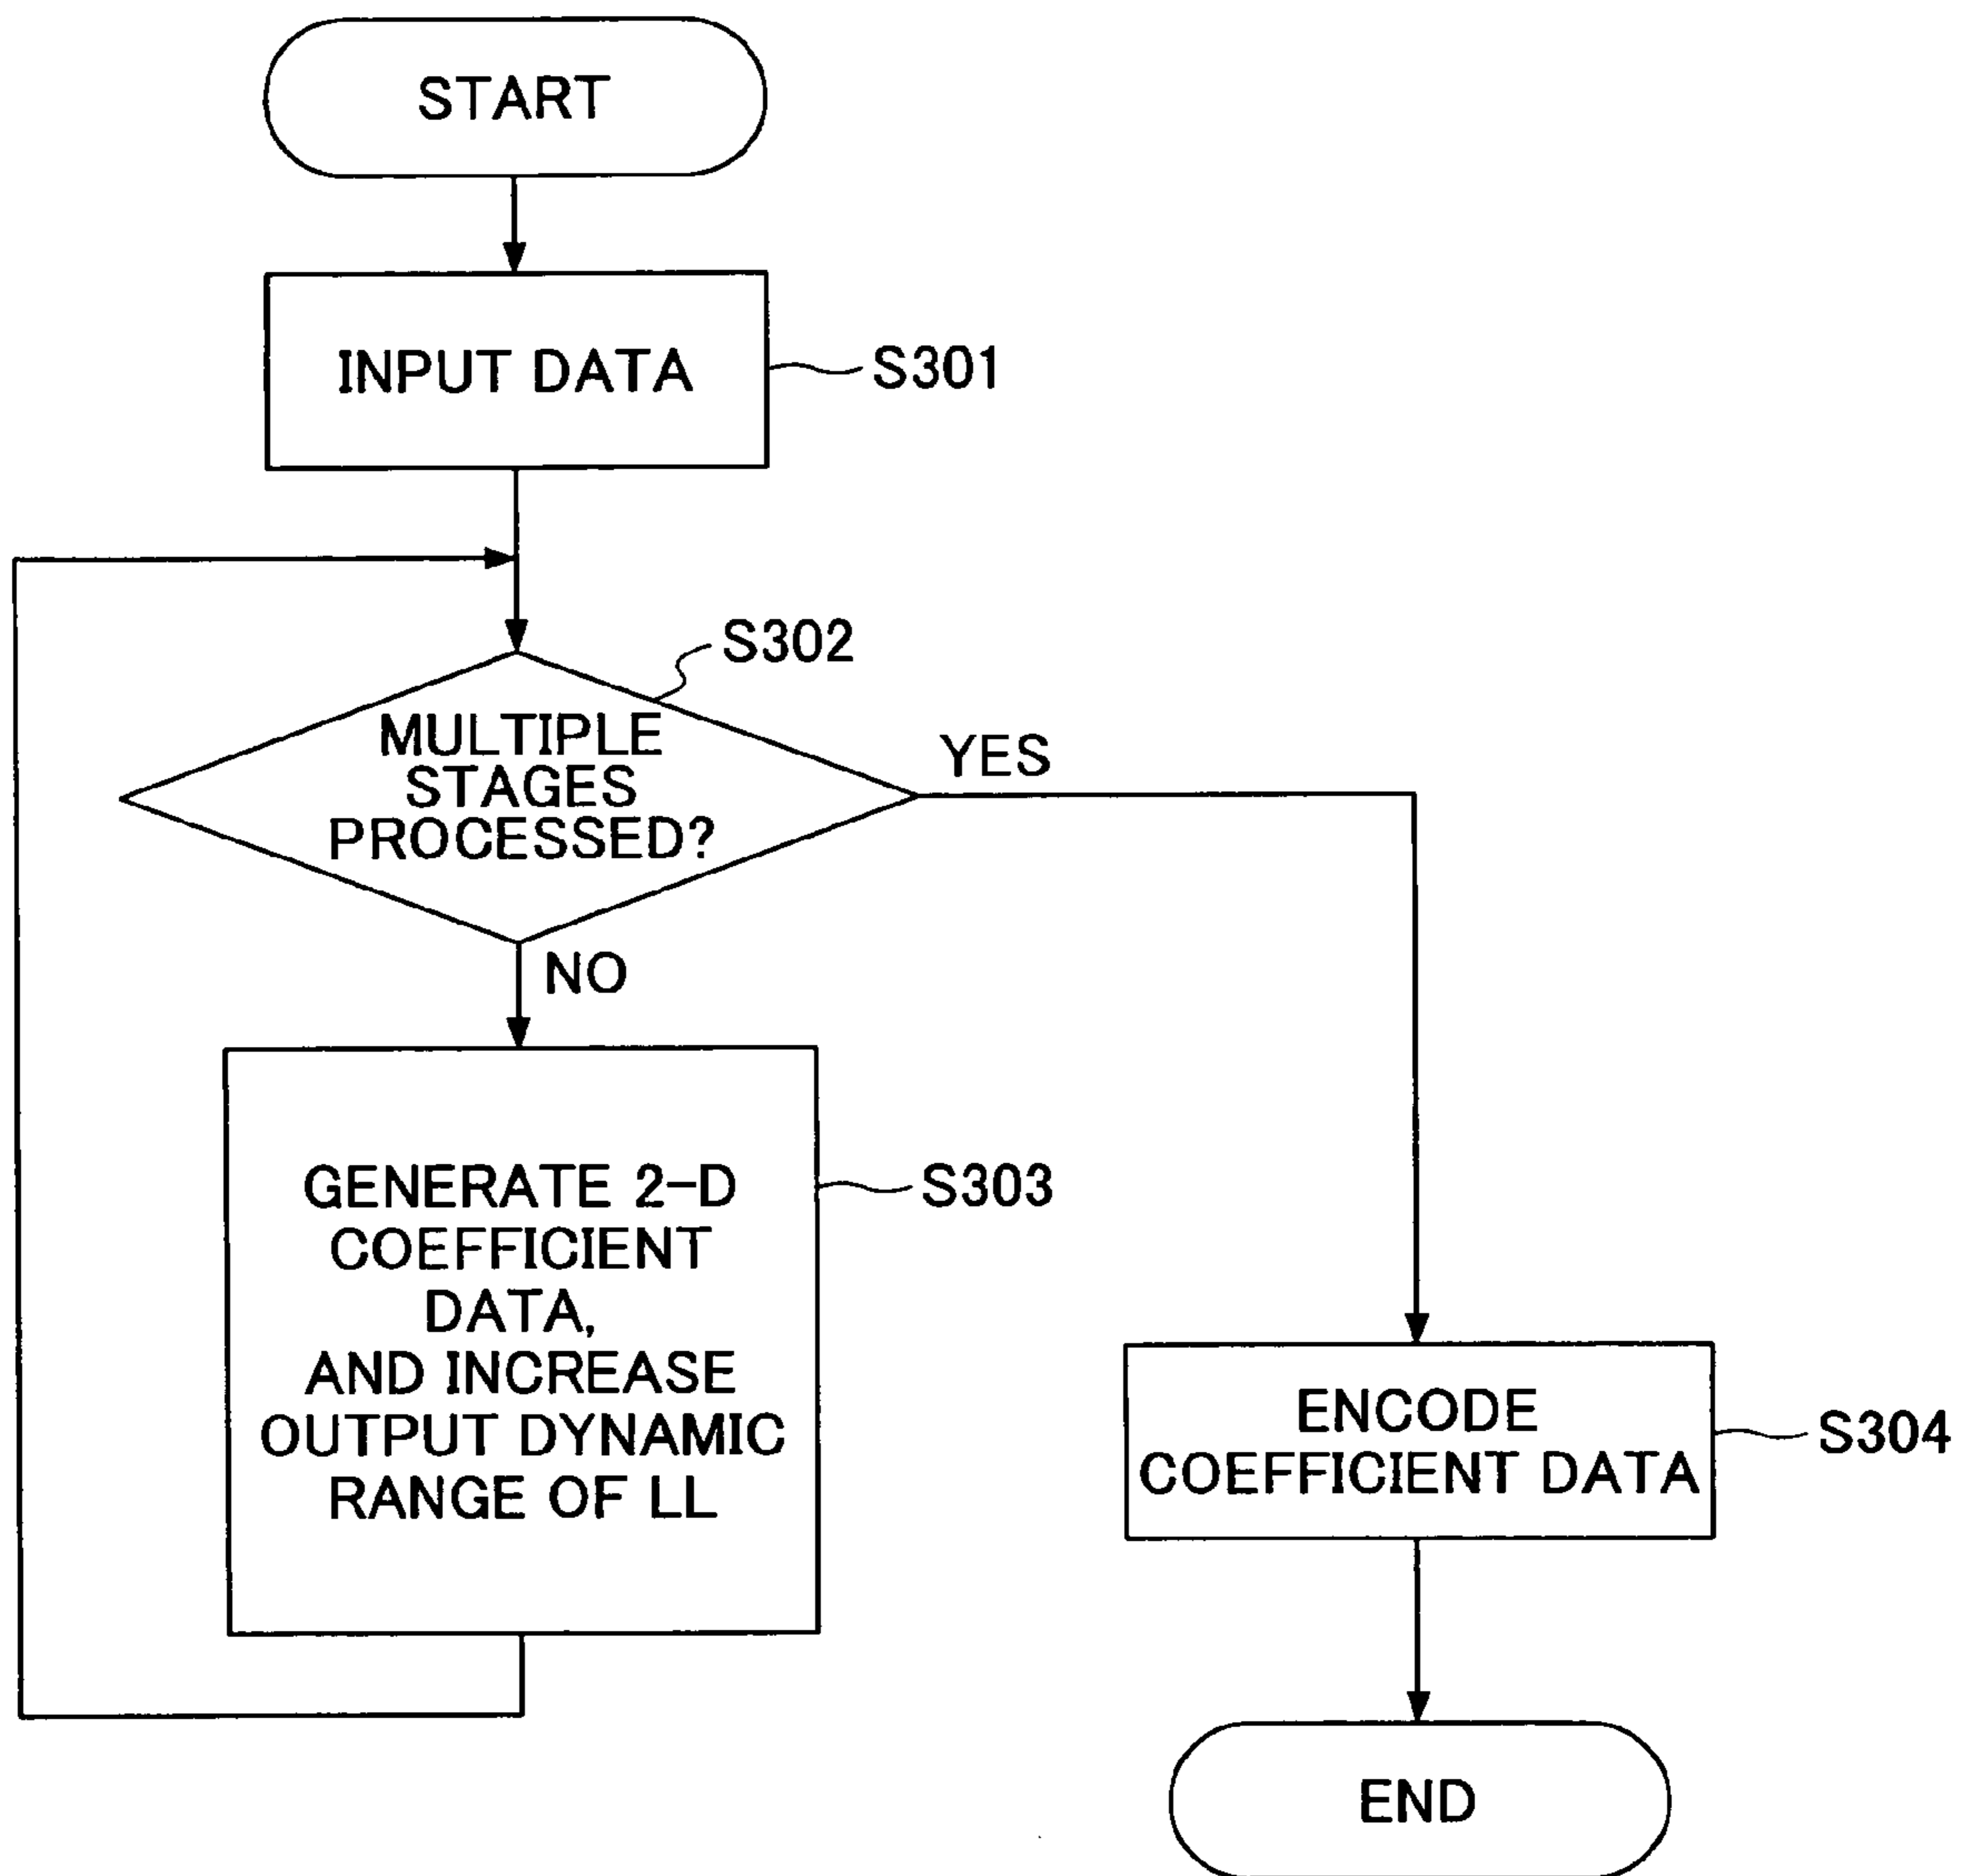 START
INPUT DATA
S301
S302
MULTIPLE
STAGES
PROCESSED?
YES
NO
GENERATE 2-D
COEFFICIENT
DATA,
AND INCREASE
OUTPUT DYNAMIC
RANGE OF LL
S303
ENCODE
COEFFICIENT DATA
S304
END